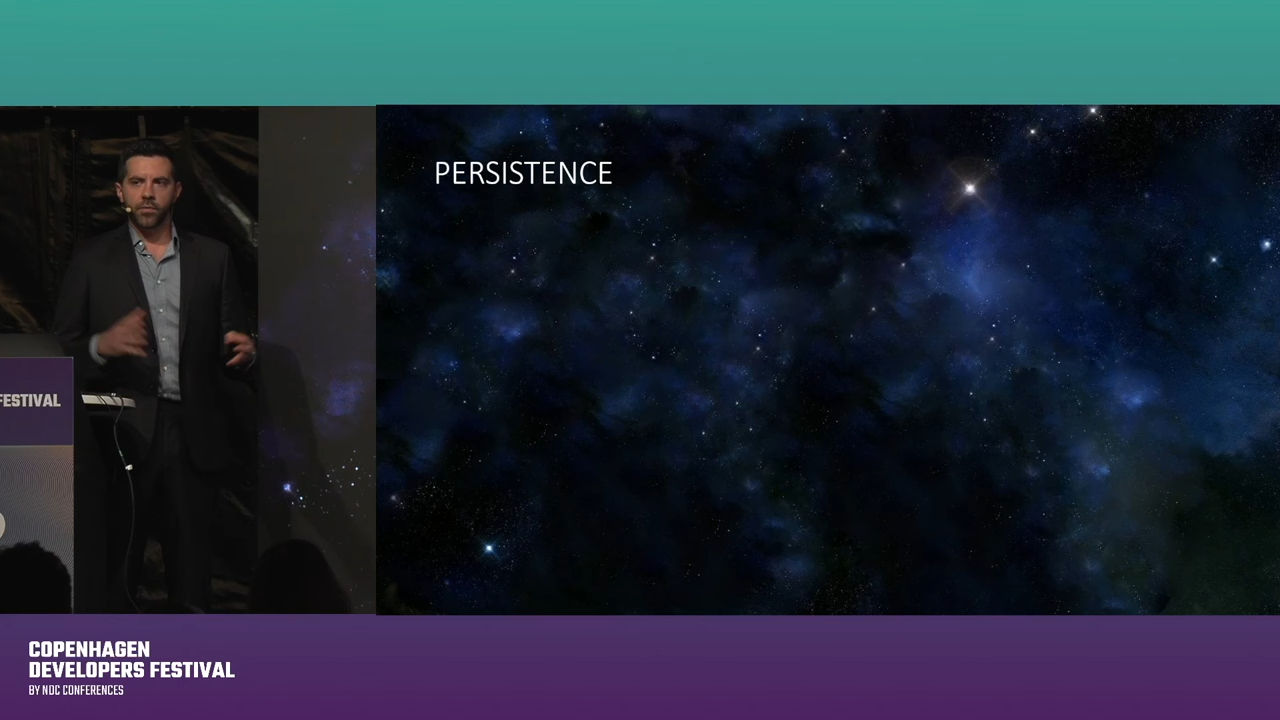 PERSISTENCE
FESTIVAL
COPENHAGEN
DEVELOPERS FESTIVAL
BY NDC CONFERENCES